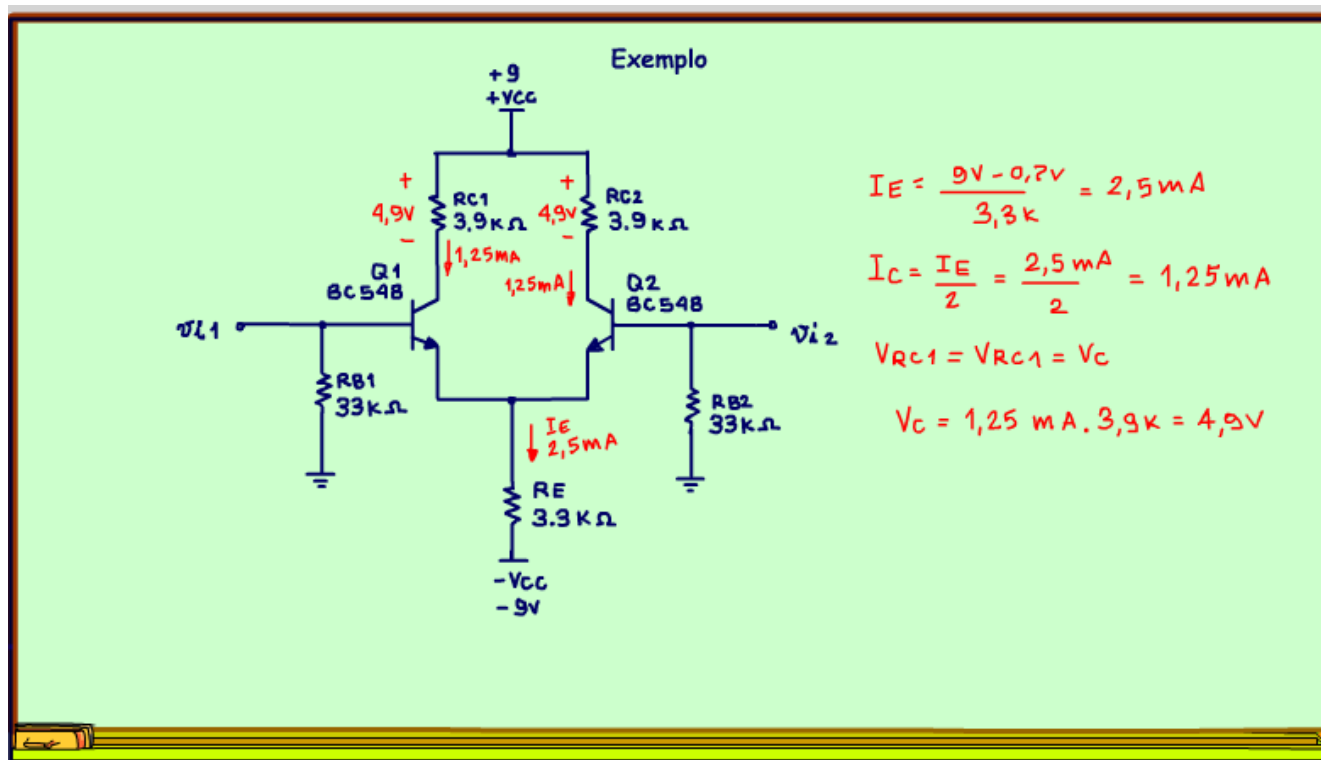 Exemplo
+9
+VCC
+
4,9V
-
RC1
3,9KΩ
+
4,9V
-
RC2
3.9KΩ
1,25mA
1,25mA
Q1
BC548
Q2
BC548
vi1
vi2
RB1
33KΩ
RB2
33KΩ
IE
2,5mA
RE
3.3KΩ
-VCC
-9V
IE = 9V - 0,7V / 3,3K = 2,5mA
IC = IE / 2 = 2,5mA / 2 = 1,25mA
VRC1 = VRC1 = VC
VC = 1,25 mA . 3,9K = 4,9V